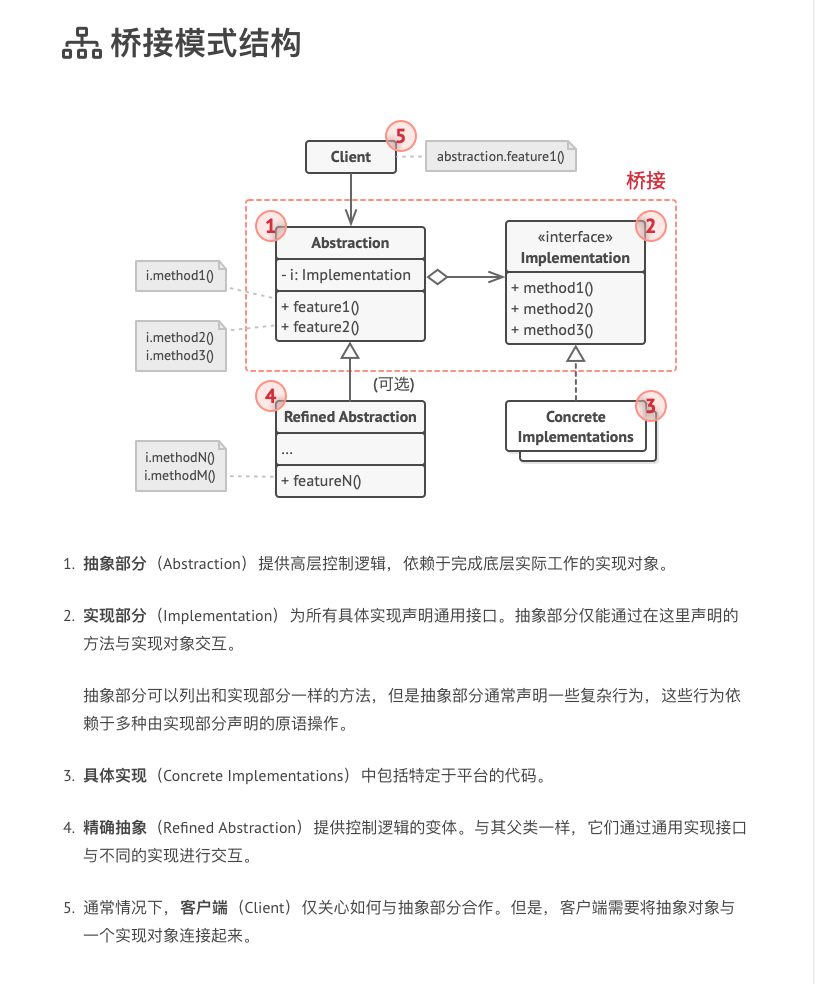 桥接模式结构
5
Client
abstraction.feature1()
桥接
1
Abstraction
- i: Implementation
+ feature1()
+ feature2()
2
«interface»
Implementation
+ method1()
+ method2()
+ method3()
i.method1()
i.method2()
i.method3()
(可选)
4
Refined Abstraction
...
+ featureN()
3
Concrete
Implementations
i.methodN()
i.methodM()
1. 抽象部分（Abstraction）提供高层控制逻辑，依赖于完成底层实际工作的实现对象。
2. 实现部分（Implementation）为所有具体实现声明通用接口。抽象部分仅能通过在这里声明的
方法与实现对象交互。
抽象部分可以列出和实现部分一样的方法，但是抽象部分通常声明一些复杂行为，这些行为依
赖于多种由实现部分声明的原语操作。
3. 具体实现（Concrete Implementations）中包括特定于平台的代码。
4. 精确抽象（Refined Abstraction）提供控制逻辑的变体。与其父类一样，它们通过通用实现接口
与不同的实现进行交互。
5. 通常情况下，客户端（Client）仅关心如何与抽象部分合作。但是，客户端需要将抽象对象与
一个实现对象连接起来。